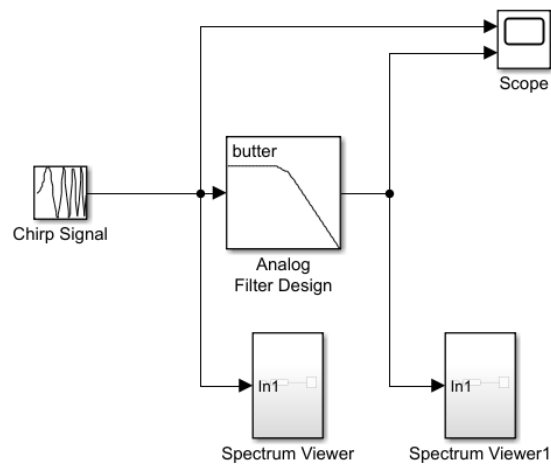 Scope
butter
Chirp Signal
Analog
Filter Design
In1
Spectrum Viewer
In1
Spectrum Viewer1